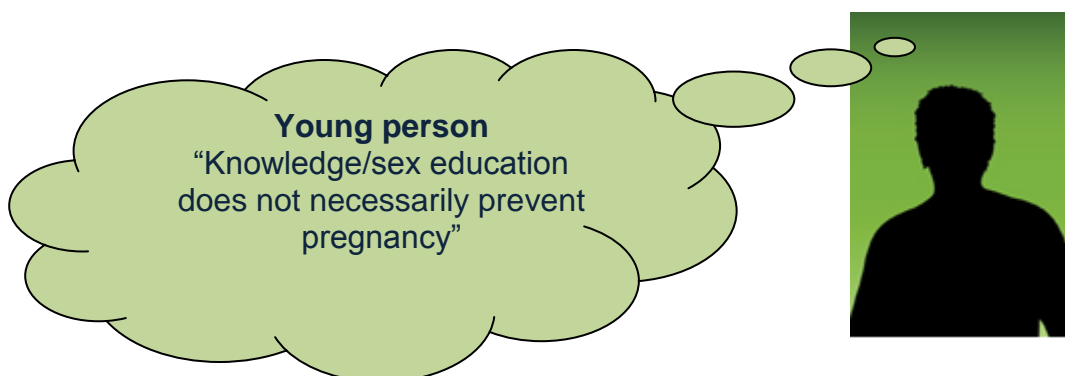 Young person
“Knowledge/sex education
does not necessarily prevent
pregnancy”